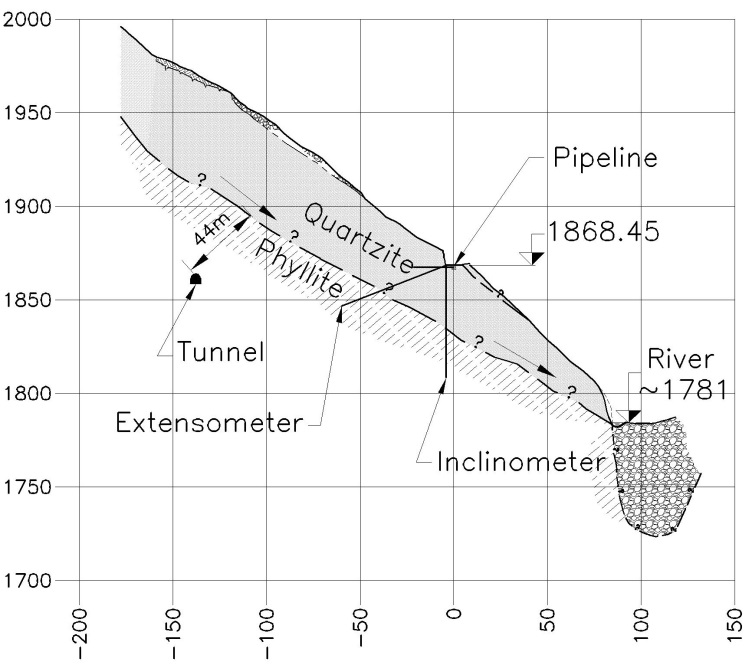 2000
1950
1900
1850
1800
1750
1700
Pipeline
1868.45
Quartzite
Phyllite
44m
Tunnel
Extensometer
Inclinometer
River
~1781
?
?
?
?
?
?
-200
-150
-100
-50
0
50
100
150